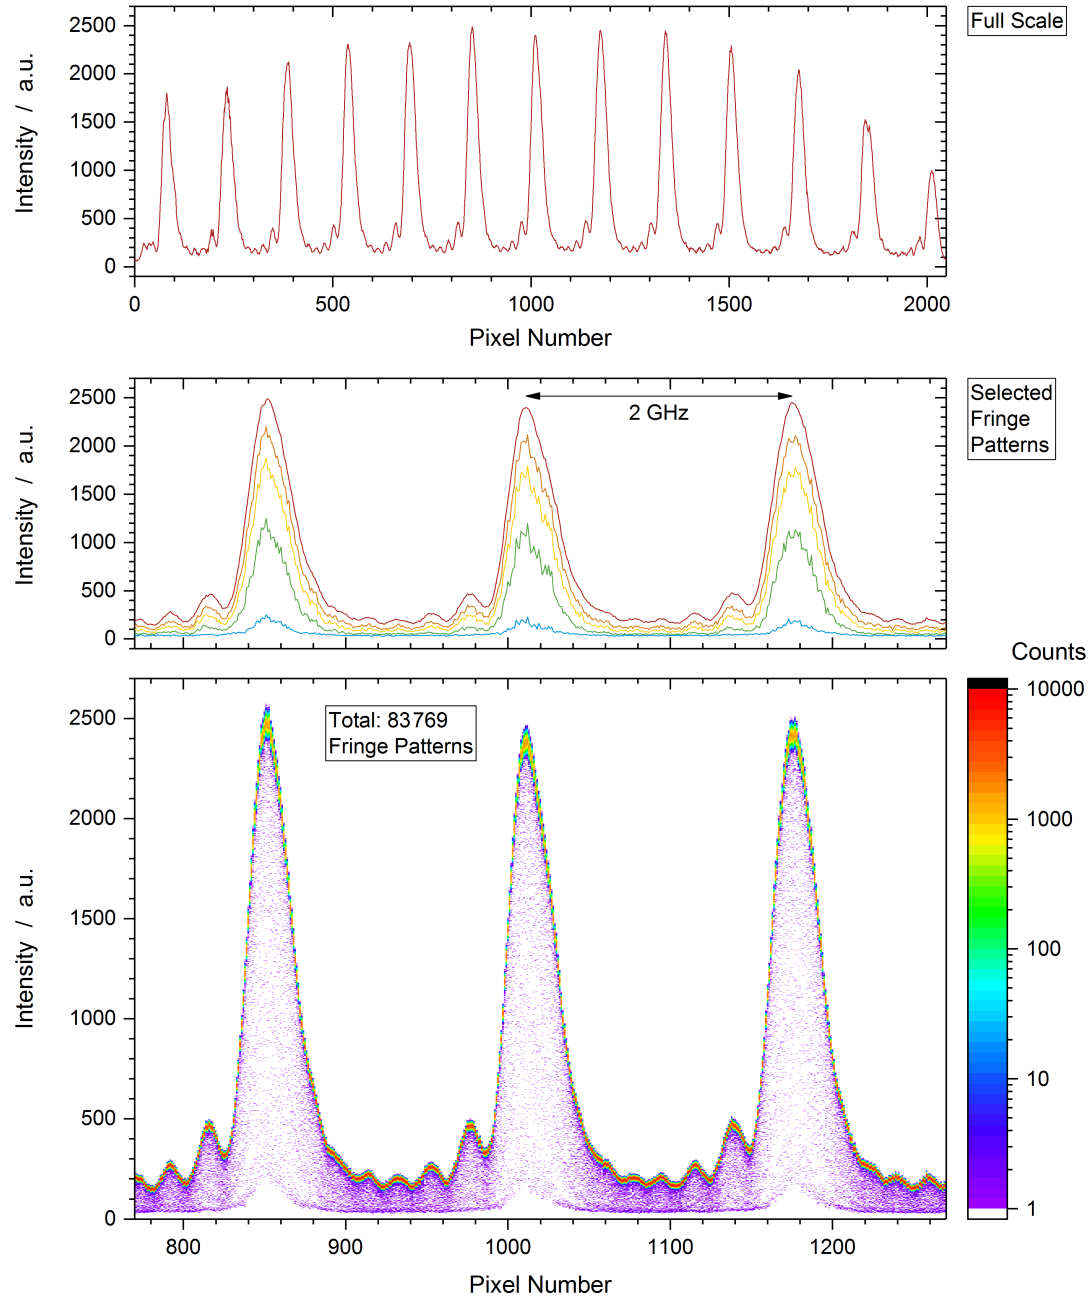 2500
2000
1500
1000
500
0
Intensity / a.u.
0 500 1000 1500 2000
Pixel Number
Full Scale
2500
2000
1500
1000
500
0
Intensity / a.u.
2 GHz
Selected
Fringe
Patterns
2500
2000
1500
1000
500
0
Intensity / a.u.
Total: 83769
Fringe Patterns
800 900 1000 1100 1200
Pixel Number
Counts
10000
1000
100
10
1